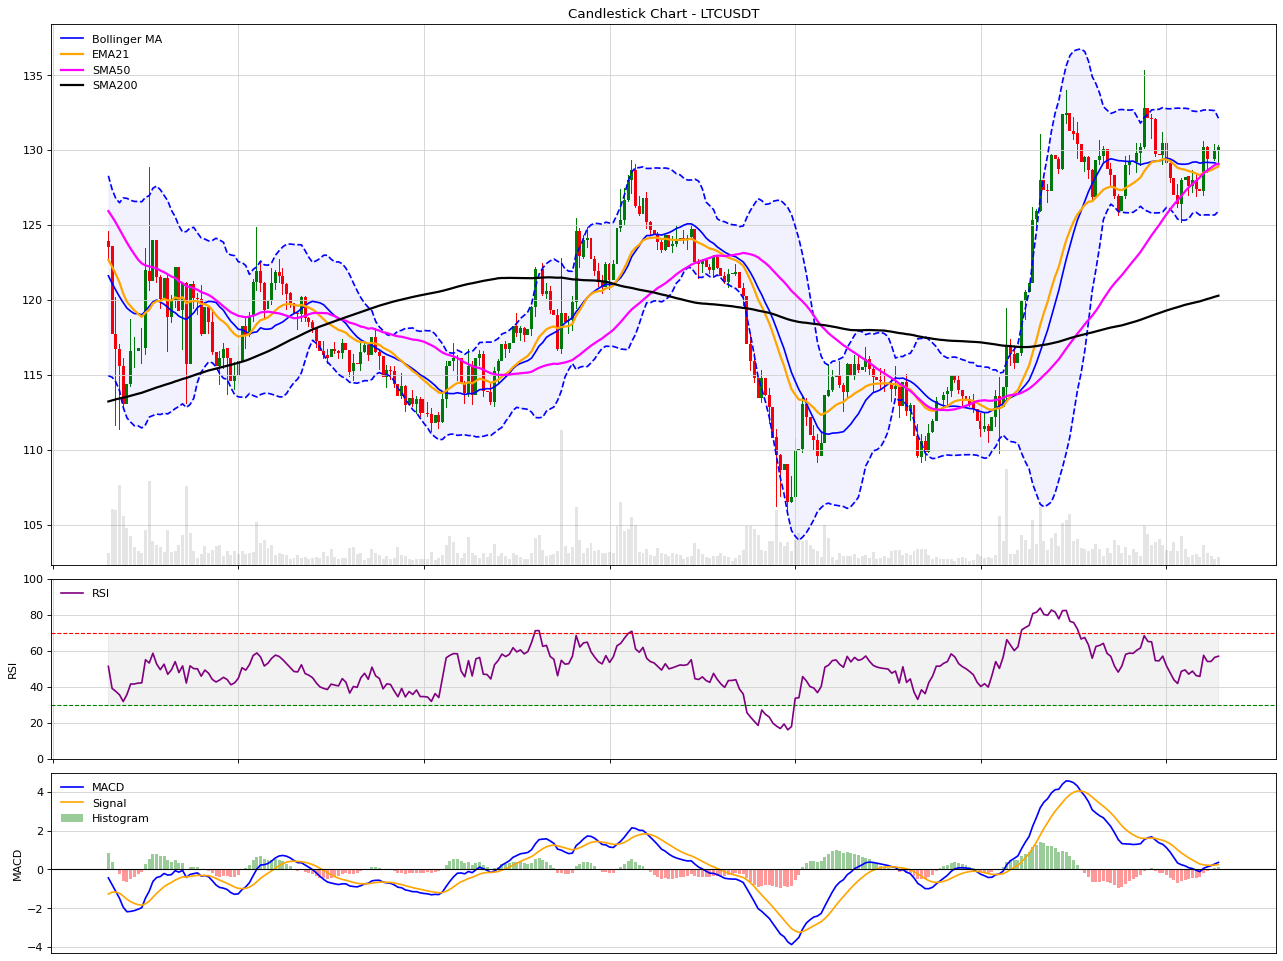 Candlestick Chart - LTCUSDT
Bollinger MA
EMA21
SMA50
SMA200
135
130
125
120
115
110
105
RSI
100
80
60
40
20
0
RSI
MACD
Signal
Histogram
4
2
0
−2
−4
MACD